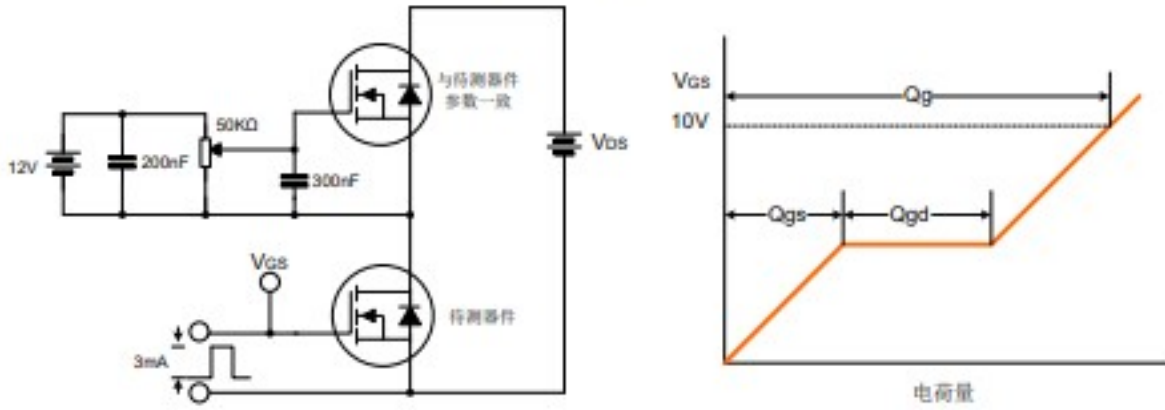 与待测器件
参数一致
50KΩ
12V
200nF
300nF
VDS
VGS
待测器件
3mA
VGS
10V
Qg
Qgs
Qgd
电荷量